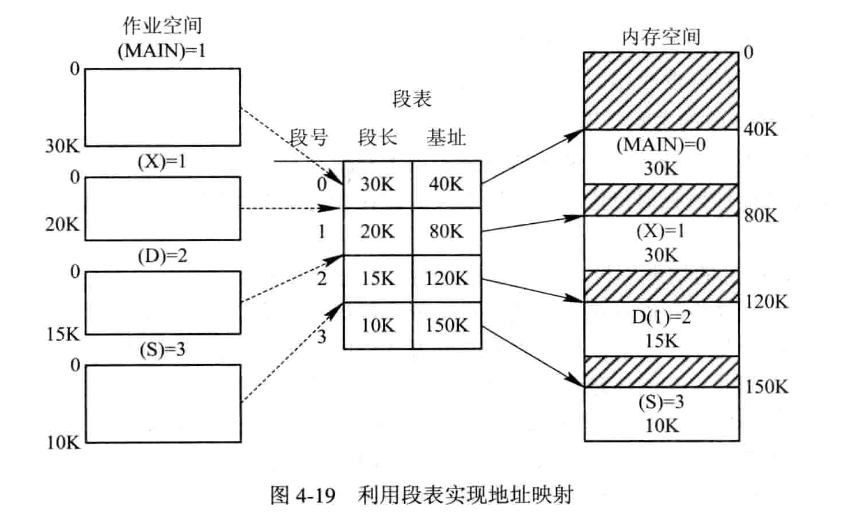 作业空间
(MAIN)=1
0
30K
(X)=1
0
20K
(D)=2
0
15K
(S)=3
0
10K
段表
段号 段长 基址
0 30K 40K
1 20K 80K
2 15K 120K
3 10K 150K
内存空间
0
40K
(MAIN)=0
30K
80K
(X)=1
30K
120K
D(1)=2
15K
150K
(S)=3
10K
图 4-19 利用段表实现地址映射